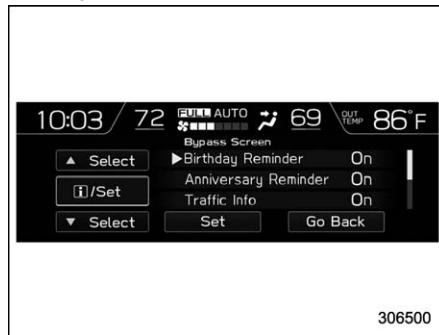 10:03 72 FULL AUTO 69 OUT TEMP 86°F
Bypass Screen
▲ Select ▶Birthday Reminder On
i/Set Anniversary Reminder On
Traffic Info On
▼ Select Set Go Back
306500